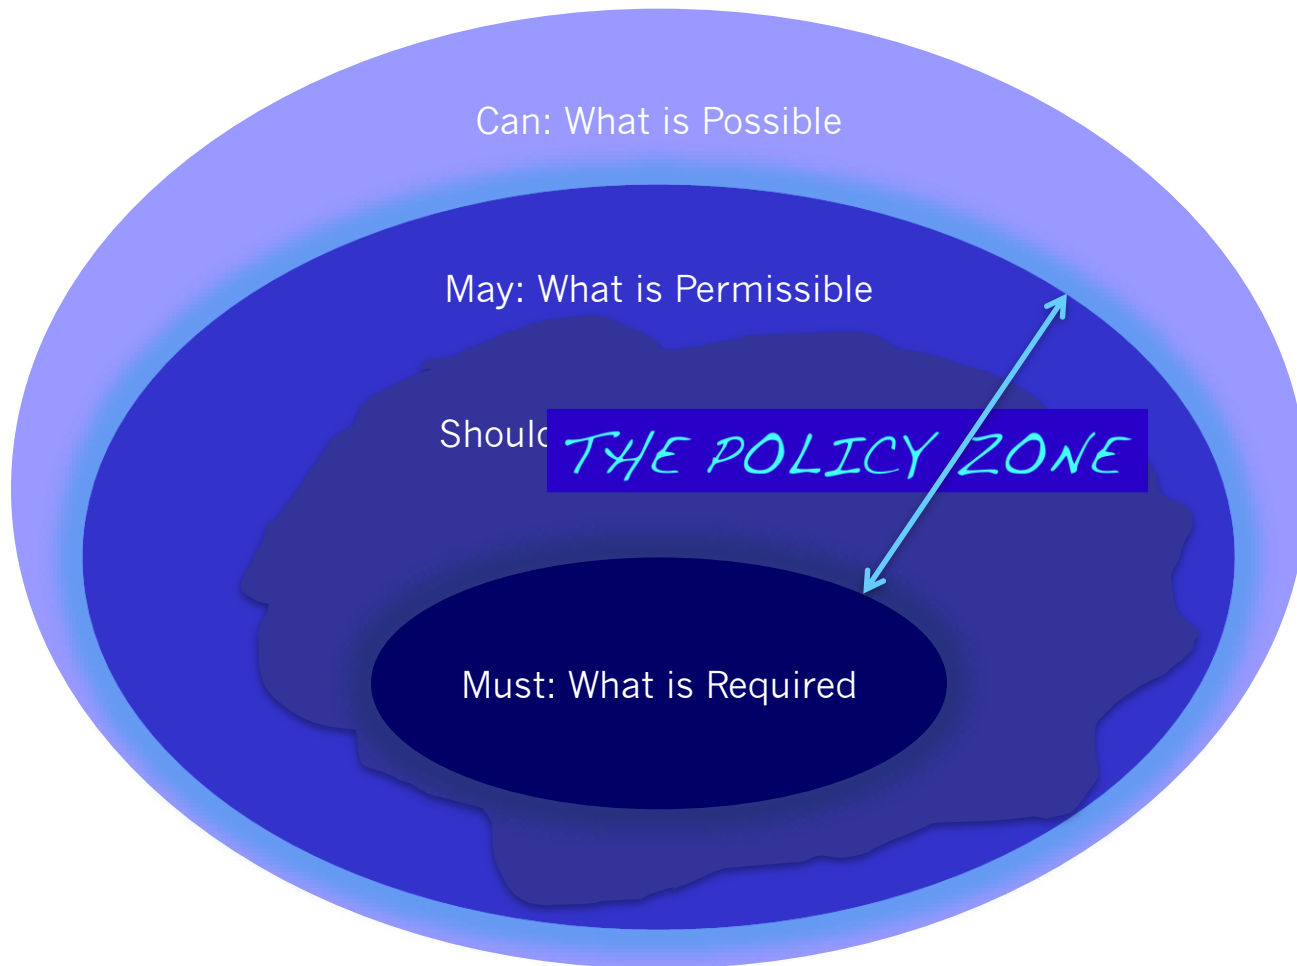 Can: What is Possible
May: What is Permissible
Should
THE POLICY ZONE
Must: What is Required